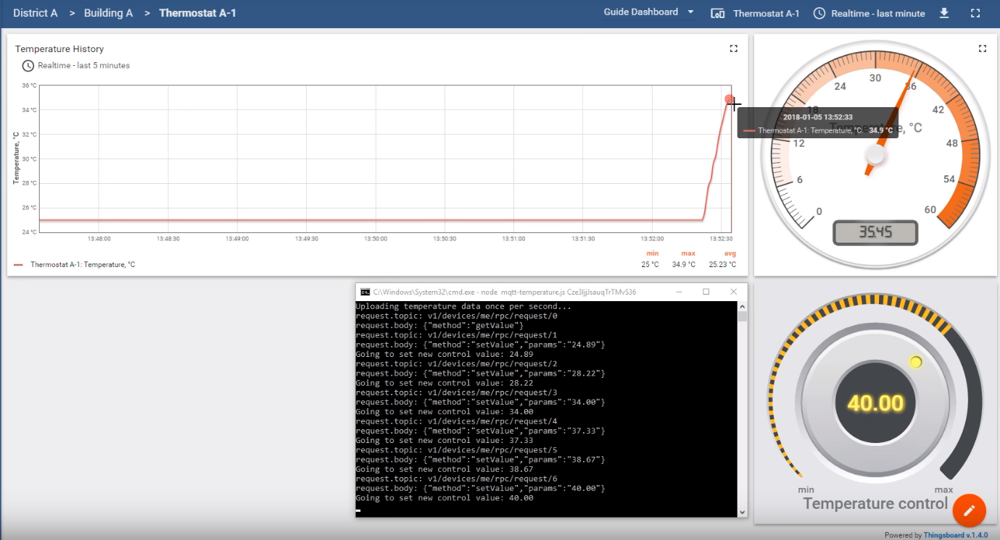 District A > Building A > Thermostat A-1
Guide Dashboard Thermostat A-1 Realtime - last minute
Temperature History
Realtime - last 5 minutes
36 °C
34 °C
32 °C
30 °C
28 °C
26 °C
24 °C
Temperature, °C
13:48:00 13:48:30 13:49:00 13:49:30 13:50:00 13:50:30 13:51:00 13:51:30 13:52:00 13:52:30
min max avg
Thermostat A-1: Temperature, °C 25 °C 34.9 °C 25.23 °C
2018-01-05 13:52:33
Thermostat A-1: Temperature, °C: 34.9 °C
Temperature, °C
0
6
12
18
24
30
36
42
48
54
60
35.45
C:\Windows\System32\cmd.exe - node mqtt-temperature.js Cze3IjjJsauqTrTMvS36
Uploading temperature data once per second...
request.topic: v1/devices/me/rpc/request/0
request.body: {"method":"getValue"}
request.topic: v1/devices/me/rpc/request/1
request.body: {"method":"setValue","params":"24.89"}
Going to set new control value: 24.89
request.topic: v1/devices/me/rpc/request/2
request.body: {"method":"setValue","params":"28.22"}
Going to set new control value: 28.22
request.topic: v1/devices/me/rpc/request/3
request.body: {"method":"setValue","params":"34.00"}
Going to set new control value: 34.00
request.topic: v1/devices/me/rpc/request/4
request.body: {"method":"setValue","params":"37.33"}
Going to set new control value: 37.33
request.topic: v1/devices/me/rpc/request/5
request.body: {"method":"setValue","params":"38.67"}
Going to set new control value: 38.67
request.topic: v1/devices/me/rpc/request/6
request.body: {"method":"setValue","params":"40.00"}
Going to set new control value: 40.00
40.00
min max
Temperature control
Powered by Thingsboard v.1.4.0